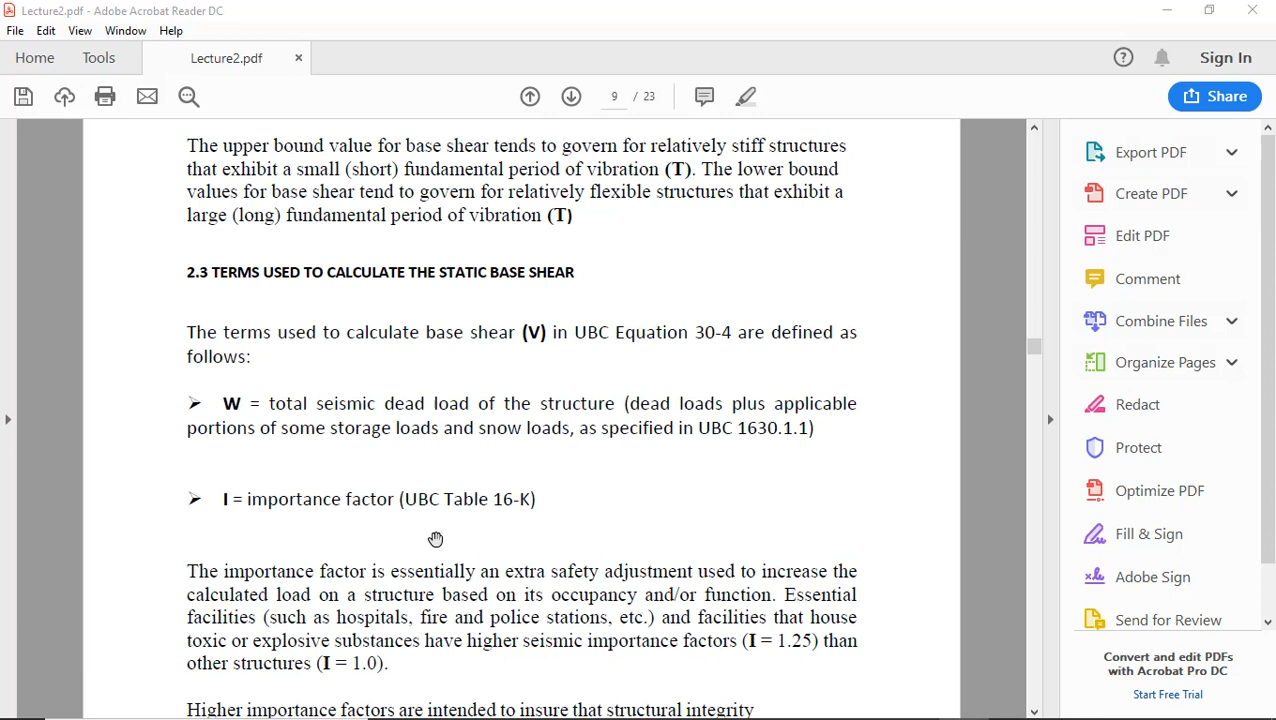 Lecture2.pdf - Adobe Acrobat Reader DC
File Edit View Window Help
Home Tools Lecture2.pdf × Sign In
9 / 23 Share
The upper bound value for base shear tends to govern for relatively stiff structures
that exhibit a small (short) fundamental period of vibration (T). The lower bound
values for base shear tend to govern for relatively flexible structures that exhibit a
large (long) fundamental period of vibration (T)
2.3 TERMS USED TO CALCULATE THE STATIC BASE SHEAR
The terms used to calculate base shear (V) in UBC Equation 30-4 are defined as
follows:
➢ W = total seismic dead load of the structure (dead loads plus applicable
portions of some storage loads and snow loads, as specified in UBC 1630.1.1)
➢ I = importance factor (UBC Table 16-K)
The importance factor is essentially an extra safety adjustment used to increase the
calculated load on a structure based on its occupancy and/or function. Essential
facilities (such as hospitals, fire and police stations, etc.) and facilities that house
toxic or explosive substances have higher seismic importance factors (I = 1.25) than
other structures (I = 1.0).
Higher importance factors are intended to insure that structural integrity
Export PDF
Create PDF
Edit PDF
Comment
Combine Files
Organize Pages
Redact
Protect
Optimize PDF
Fill & Sign
Adobe Sign
Send for Review
Convert and edit PDFs
with Acrobat Pro DC
Start Free Trial